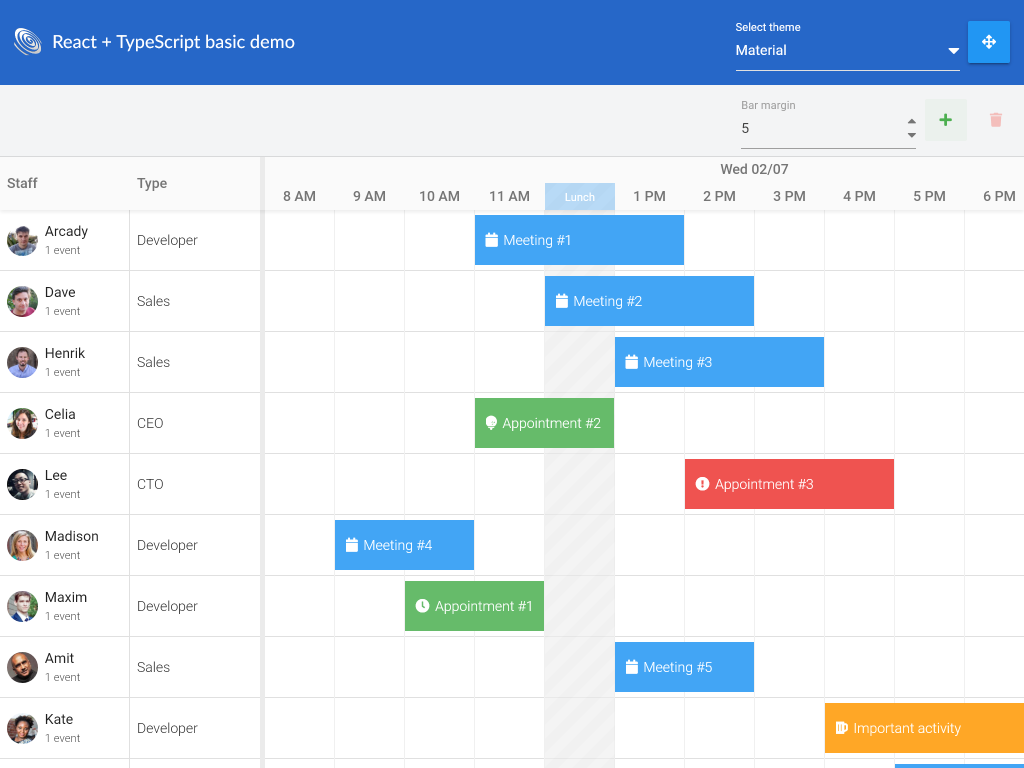 React + TypeScript basic demo
Select theme
Material
Bar margin
5
Staff
Type
Wed 02/07
8 AM 9 AM 10 AM 11 AM Lunch 1 PM 2 PM 3 PM 4 PM 5 PM 6 PM
Arcady
1 event
Developer
Meeting #1
Dave
1 event
Sales
Meeting #2
Henrik
1 event
Sales
Meeting #3
Celia
1 event
CEO
Appointment #2
Lee
1 event
CTO
Appointment #3
Madison
1 event
Developer
Meeting #4
Maxim
1 event
Developer
Appointment #1
Amit
1 event
Sales
Meeting #5
Kate
1 event
Developer
Important activity